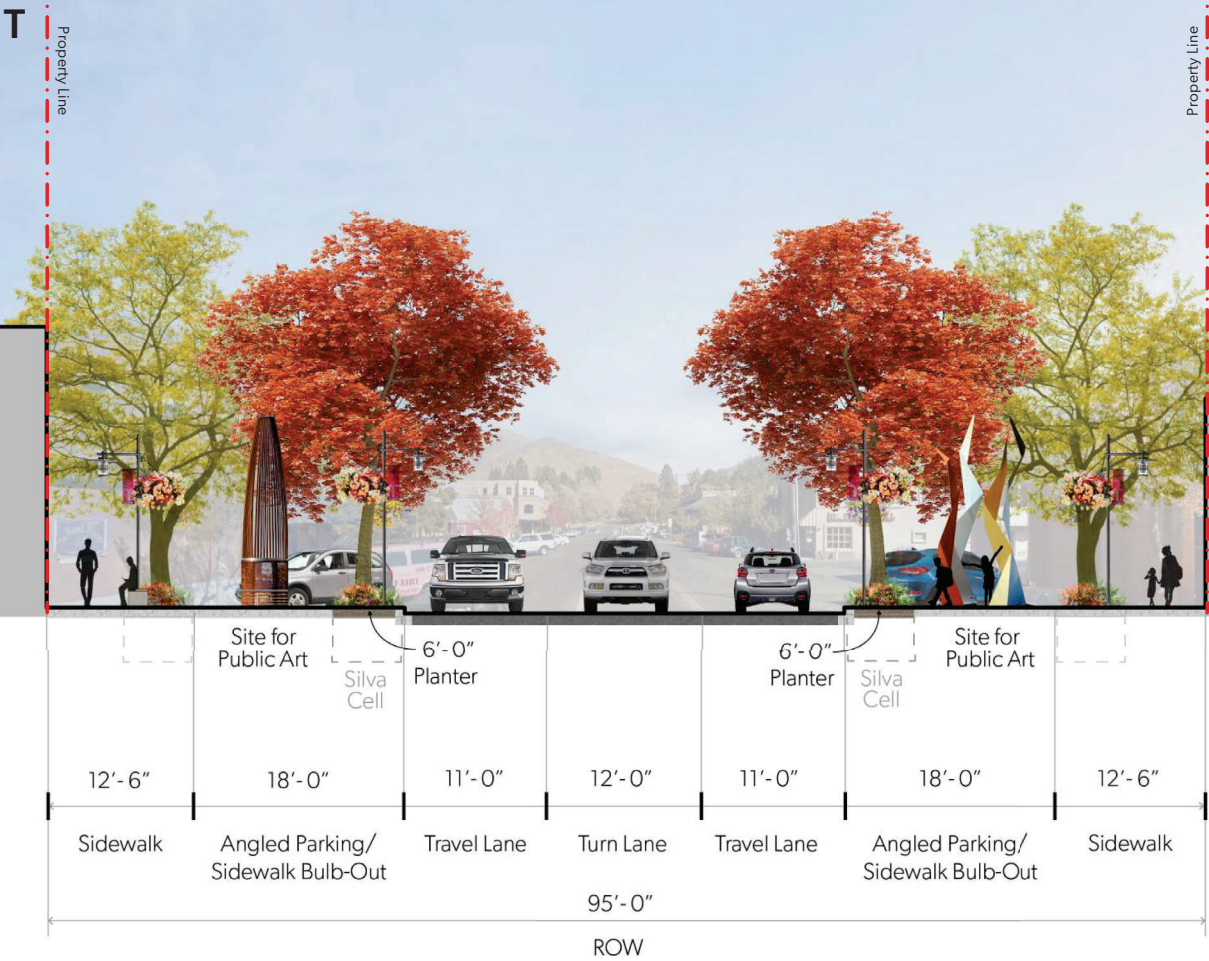 T
Property Line
Property Line
Site for
Public Art
6'-0"
Planter
Silva
Cell
6'-0"
Planter
Silva
Cell
Site for
Public Art
12'-6"
18'-0"
11'-0"
12'-0"
11'-0"
18'-0"
12'-6"
Sidewalk
Angled Parking/
Sidewalk Bulb-Out
Travel Lane
Turn Lane
Travel Lane
Angled Parking/
Sidewalk Bulb-Out
Sidewalk
95'-0"
ROW